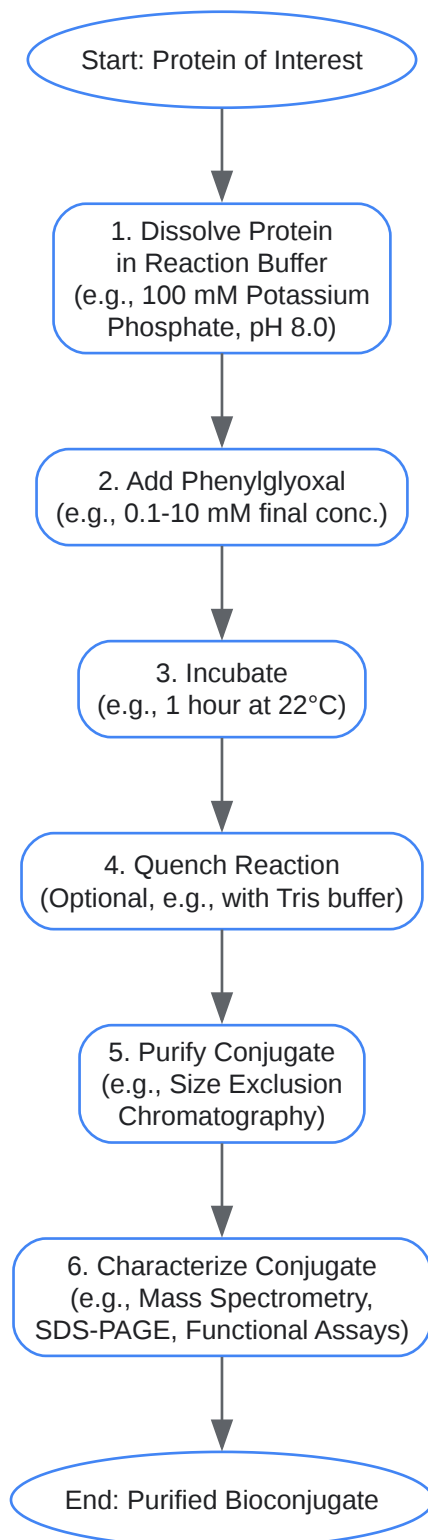 Start: Protein of Interest
1. Dissolve Protein
in Reaction Buffer
(e.g., 100 mM Potassium
Phosphate, pH 8.0)
2. Add Phenylglyoxal
(e.g., 0.1-10 mM final conc.)
3. Incubate
(e.g., 1 hour at 22°C)
4. Quench Reaction
(Optional, e.g., with Tris buffer)
5. Purify Conjugate
(e.g., Size Exclusion
Chromatography)
6. Characterize Conjugate
(e.g., Mass Spectrometry,
SDS-PAGE, Functional Assays)
End: Purified Bioconjugate